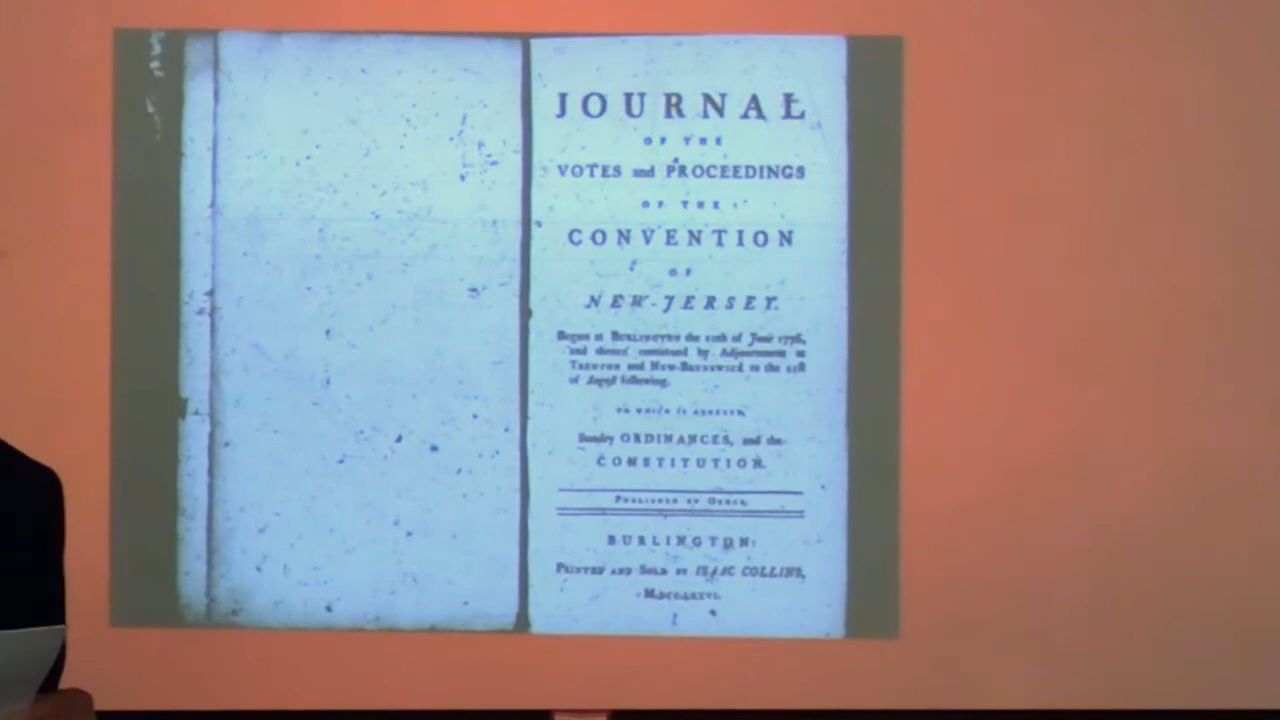 JOURNAL
OF THE
VOTES and PROCEEDINGS
OF THE
CONVENTION
OF
NEW-JERSEY.
Begun at BURLINGTON the 10th of June 1776,
and thence continued by Adjournment at
TRENTON and NEW-BRUNSWICK to the 21st
of August following.
TO WHICH IS ANNEXED,
Sundry ORDINANCES, and the
CONSTITUTION.
PUBLISHED BY ORDER.
BURLINGTON:
PRINTED AND SOLD BY ISAAC COLLINS,
M,DCC,LXXVI.